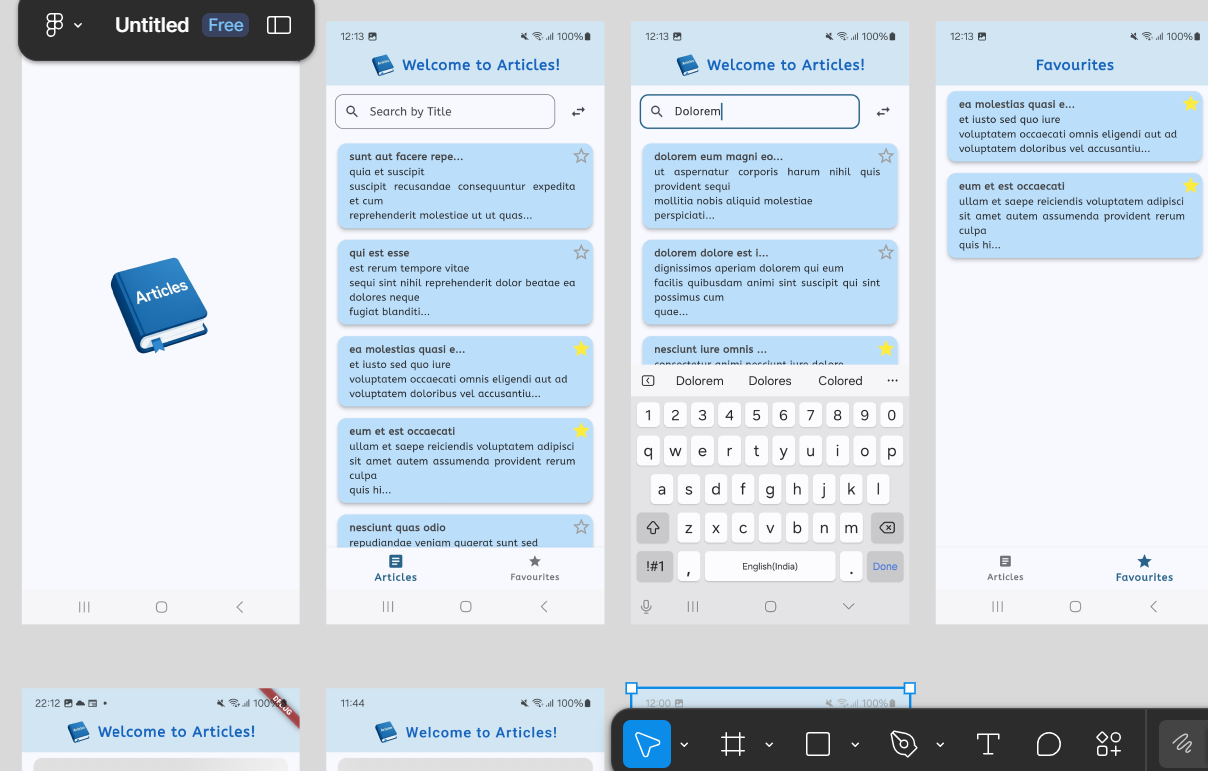 Untitled Free
Articles
12:13 100%
Welcome to Articles!
Search by Title
sunt aut facere repe...
quia et suscipit
suscipit recusandae consequuntur expedita
et cum
reprehenderit molestiae ut ut quas...
qui est esse
est rerum tempore vitae
sequi sint nihil reprehenderit dolor beatae ea
dolores neque
fugiat blanditi...
ea molestias quasi e...
et iusto sed quo iure
voluptatem occaecati omnis eligendi aut ad
voluptatem doloribus vel accusantiu...
eum et est occaecati
ullam et saepe reiciendis voluptatem adipisci
sit amet autem assumenda provident rerum
culpa
quis hi...
nesciunt quas odio
repudiandae veniam quaerat sunt sed
Articles Favourites
12:13 100%
Welcome to Articles!
Dolorem
dolorem eum magni eo...
ut aspernatur corporis harum nihil quis
provident sequi
mollitia nobis aliquid molestiae
perspiciati...
dolorem dolore est i...
dignissimos aperiam dolorem qui eum
facilis quibusdam animi sint suscipit qui sint
possimus cum
quae...
nesciunt iure omnis ...
consectetur animi nesciunt iure dolore
Dolorem Dolores Colored ...
1 2 3 4 5 6 7 8 9 0
q w e r t y u i o p
a s d f g h j k l
z x c v b n m
!#1 , English(India) . Done
12:13 100%
Favourites
ea molestias quasi e...
et iusto sed quo iure
voluptatem occaecati omnis eligendi aut ad
voluptatem doloribus vel accusantiu...
eum et est occaecati
ullam et saepe reiciendis voluptatem adipisci
sit amet autem assumenda provident rerum
culpa
quis hi...
Articles Favourites
22:12 100%
DEBUG
Welcome to Articles!
11:44 100%
Welcome to Articles!
12:00 100%